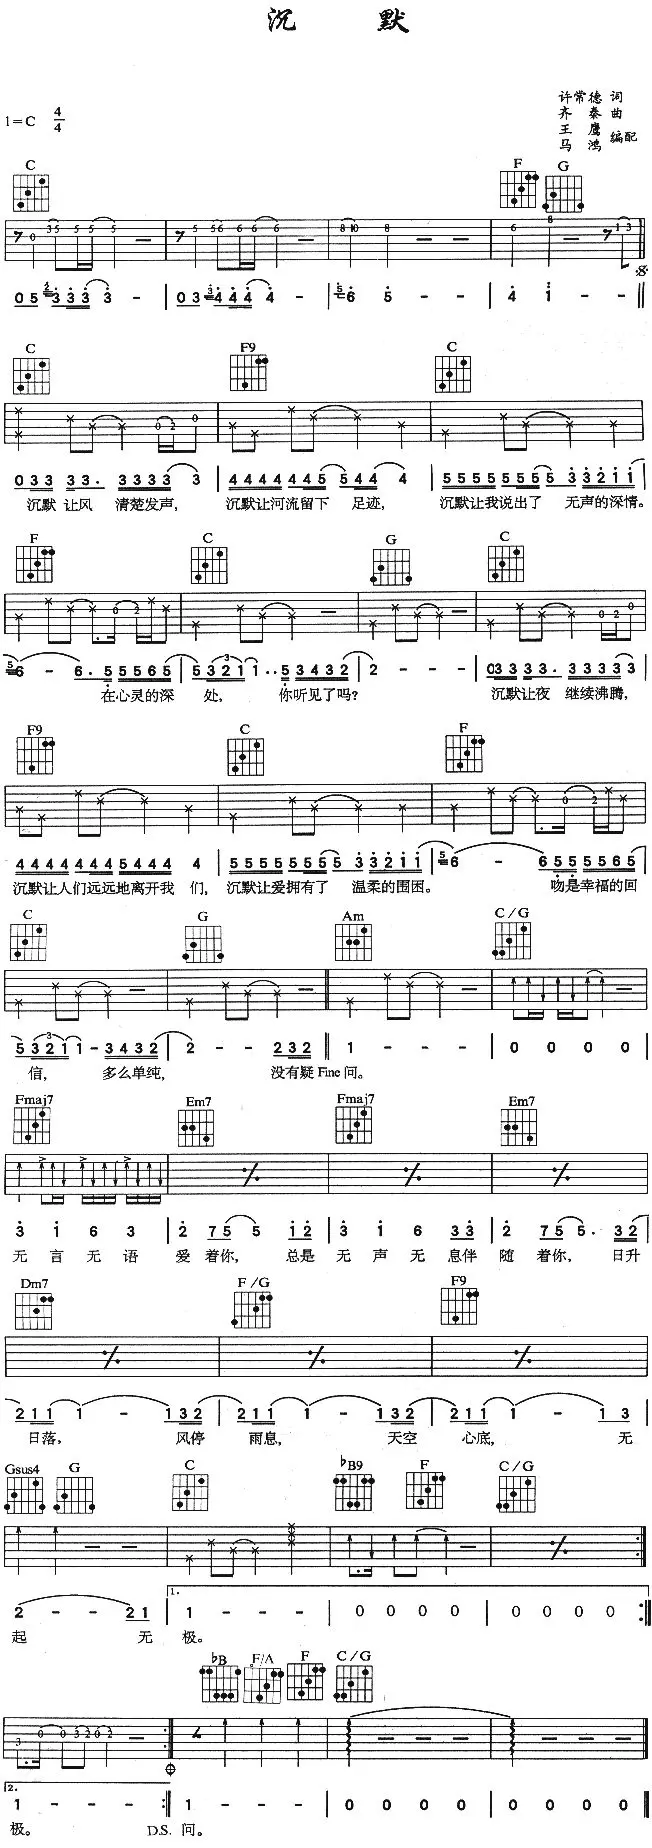 沉 默
1=C 4/4
许常德 词
齐秦 曲
王鹰
马鸿 编配
C F G
0 5 3 3 3 3 - | 0 3 4 4 4 4 - - | 6 5 - - | 4 1 - -
C F9 C
0 3 3 3 3 . 3 3 3 3 3 | 4 4 4 4 4 4 5 5 4 4 4 | 5 5 5 5 5 5 5 5 3 3 2 1 1
沉默 让风 清楚发声, 沉默让河流留下 足迹, 沉默让我说出了 无声的深情。
F C G C
6 - 6 . 5 5 5 6 5 | 5 3 2 1 1 . . 5 3 4 3 2 | 2 - - - | 0 3 3 3 3 . 3 3 3 3 3
在心灵的深 处, 你听见了吗? 沉默让夜 继续沸腾,
F9 C F
4 4 4 4 4 4 4 5 4 4 4 4 | 5 5 5 5 5 5 5 5 3 3 2 1 1 | 6 - 6 5 5 5 5 6 5
沉默让人们远远地离开我 们, 沉默让爱拥有了 温柔的围困。 吻是幸福的回
C G Am C/G
5 3 2 1 1 - 3 4 3 2 | 2 - - 2 3 2 | 1 - - - | 0 0 0 0
信, 多么单纯, 没有疑 Fine 问。
Fmaj7 Em7 Fmaj7 Em7
3 1 6 3 | 2 7 5 5 1 2 | 3 1 6 3 3 | 2 7 5 5 . 3 2
无 言 无 语 爱 着你, 总是 无 声 无 息伴 随 着你, 日升
Dm7 F/G F9
2 1 1 1 - 1 3 2 | 2 1 1 1 - 1 3 2 | 2 1 1 1 - 1 3
日落, 风停 雨息, 天空 心底, 无
Gsus4 G C ♭B9 F C/G
2 - - 2 1 | 1. 1 - - - | 0 0 0 0 | 0 0 0 0 :‖
起 无 极。
♭B F/A F C/G
2. 1 - - - :‖ 1 - - - | 0 0 0 0 | 0 0 0 0 ‖
极。 D.S. 问。